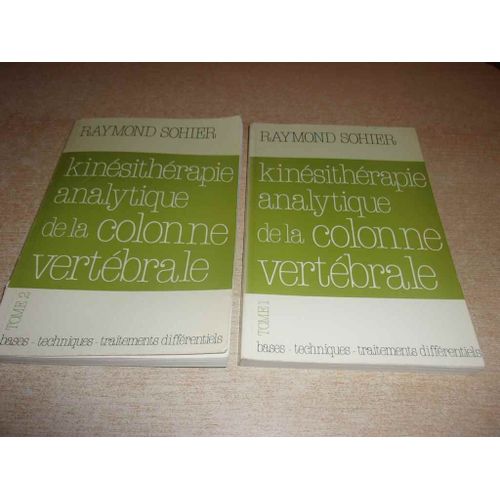 RAYMOND SOHIER
kinésithérapie
analytique
de la colonne
vertébrale
TOME 2
bases - techniques - traitements différentiels
RAYMOND SOHIER
kinésithérapie
analytique
de la colonne
vertébrale
TOME 1
bases - techniques - traitements différentiels